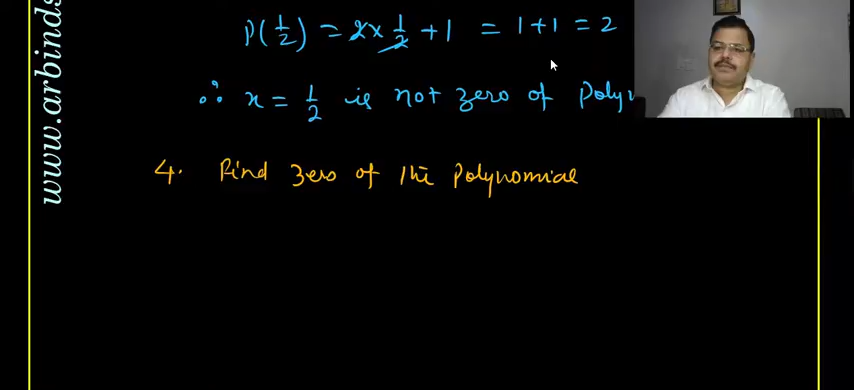 P(1/2) = 2 x 1/2 + 1 = 1 + 1 = 2
∴ x = 1/2 is not zero of Polyn
4. Find zero of the Polynomial
www.arbinds